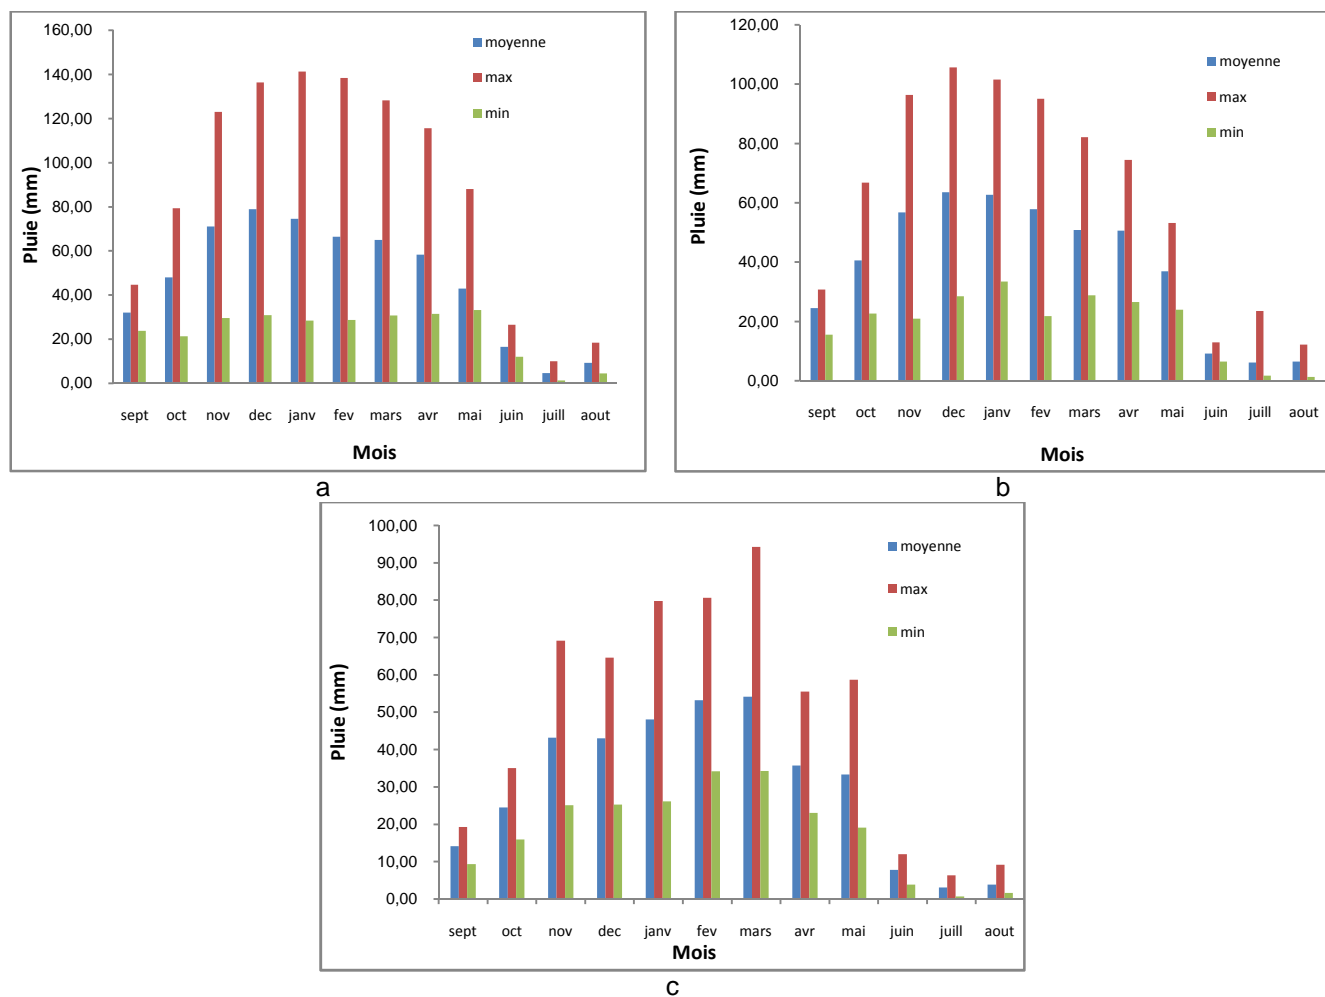 160,00
140,00
120,00
100,00
80,00
60,00
40,00
20,00
0,00
Pluie (mm)
moyenne
max
min
sept oct nov dec janv fev mars avr mai juin juill aout
Mois
a
120,00
100,00
80,00
60,00
40,00
20,00
0,00
Pluie (mm)
moyenne
max
min
sept oct nov dec janv fev mars avr mai juin juill aout
Mois
b
100,00
90,00
80,00
70,00
60,00
50,00
40,00
30,00
20,00
10,00
0,00
Pluie (mm)
moyenne
max
min
sept oct nov dec janv fev mars avr mai juin juill aout
Mois
c